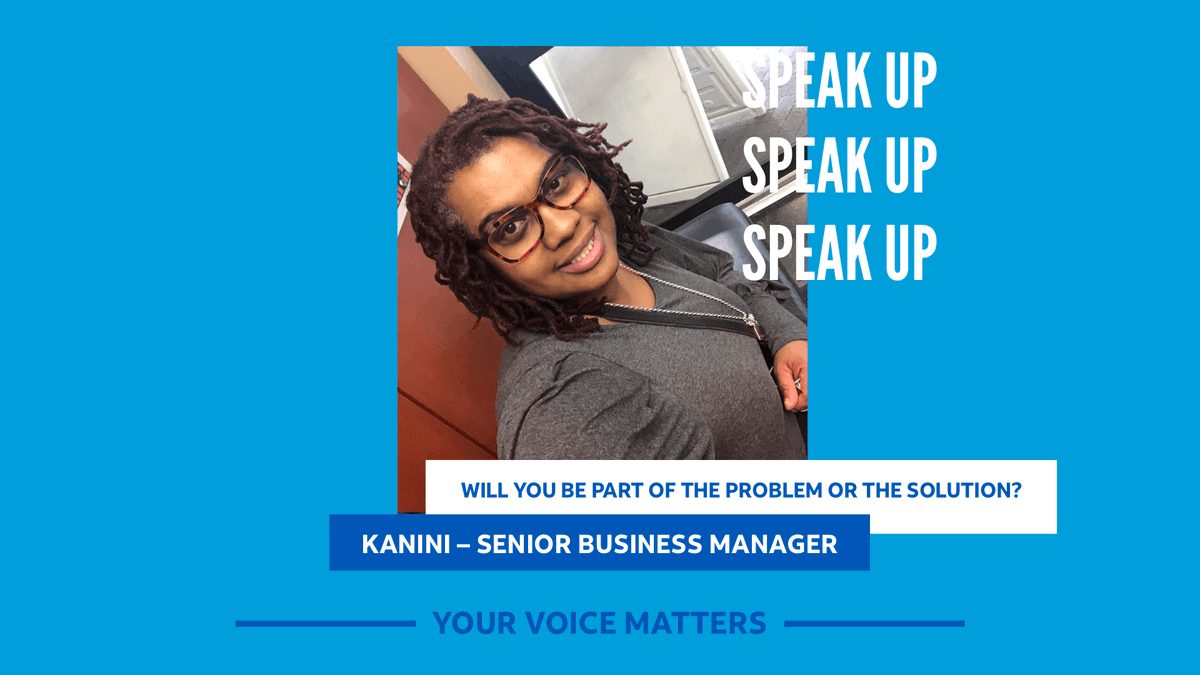 SPEAK UP
SPEAK UP
SPEAK UP
WILL YOU BE PART OF THE PROBLEM OR THE SOLUTION?
KANINI – SENIOR BUSINESS MANAGER
YOUR VOICE MATTERS